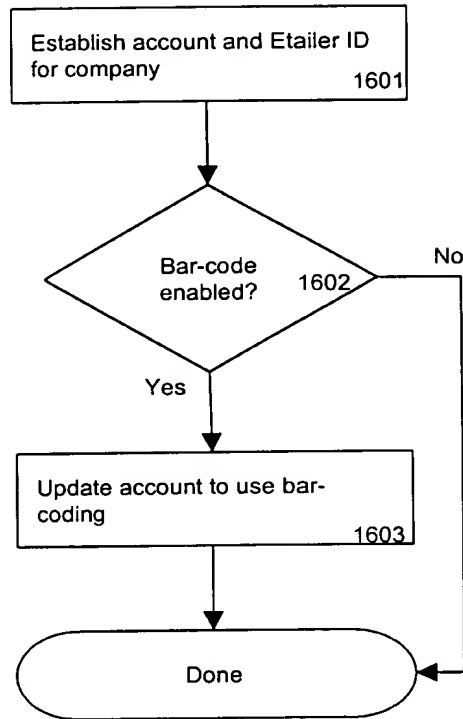 Establish account and Etailer ID
for company
1601
Bar-code
enabled?
1602
No
Yes
Update account to use bar-
coding
1603
Done